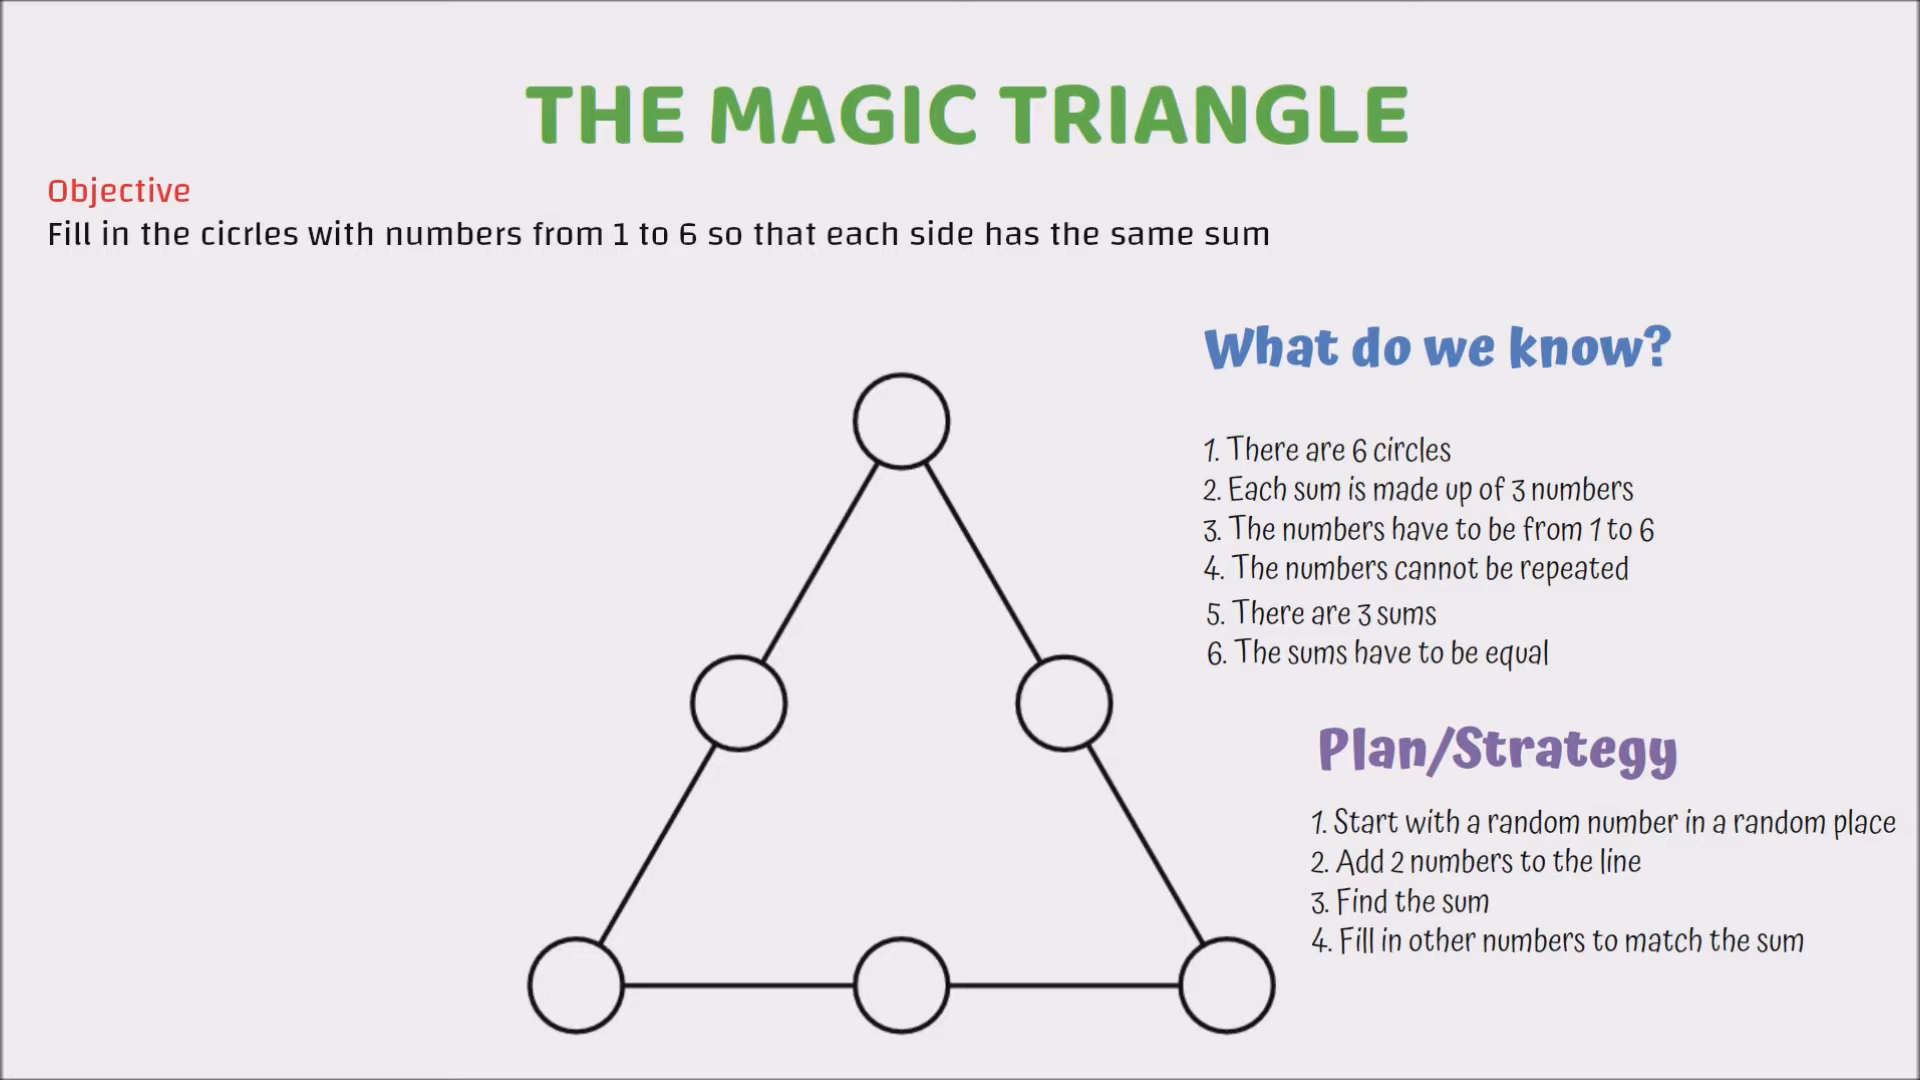 THE MAGIC TRIANGLE
Objective
Fill in the cicrles with numbers from 1 to 6 so that each side has the same sum
What do we know?
1. There are 6 circles
2. Each sum is made up of 3 numbers
3. The numbers have to be from 1 to 6
4. The numbers cannot be repeated
5. There are 3 sums
6. The sums have to be equal
Plan/Strategy
1. Start with a random number in a random place
2. Add 2 numbers to the line
3. Find the sum
4. Fill in other numbers to match the sum